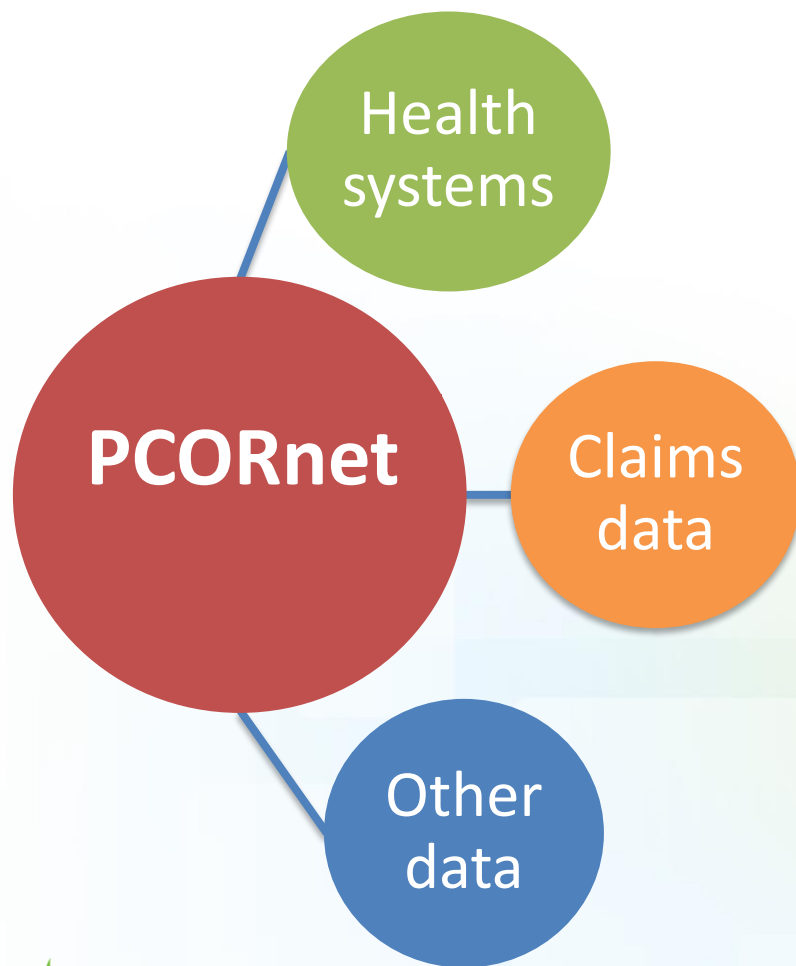 Health
systems
PCORnet
Claims
data
Other
data